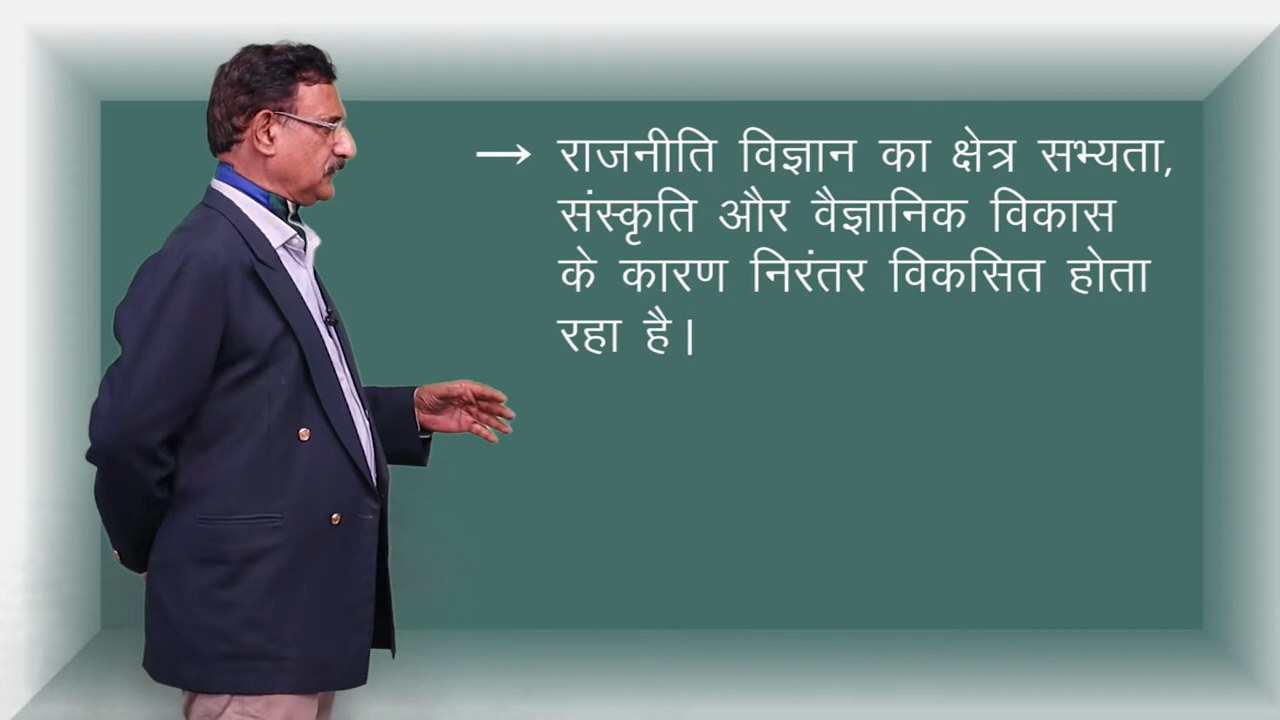 → राजनीति विज्ञान का क्षेत्र सभ्यता,
संस्कृति और वैज्ञानिक विकास
के कारण निरंतर विकसित होता
रहा है।